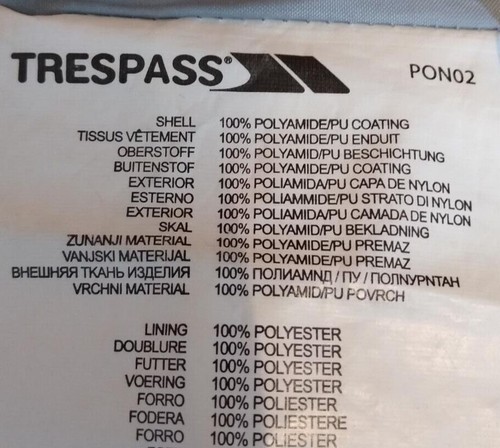 TRESPASS® PON02
SHELL 100% POLYAMIDE/PU COATING
TISSUS VÊTEMENT 100% POLYAMIDE/PU ENDUIT
OBERSTOFF 100% POLYAMID/PU BESCHICHTUNG
BUITENSTOF 100% POLYAMIDE/PU COATING
EXTERIOR 100% POLIAMIDA/PU CAPA DE NYLON
ESTERNO 100% POLIAMMIDE/PU STRATO DI NYLON
EXTERIOR 100% POLIAMIDA/PU CAMADA DE NYLON
SKAL 100% POLYAMID/PU BEKLADNING
ZUNANJI MATERIAL 100% POLYAMIDE/PU PREMAZ
VANJSKI MATERIJAL 100% POLYAMIDE/PU PREMAZ
ВНЕШНЯЯ ТКАНЬ ИЗДЕЛИЯ 100% ПОЛИАМНД / ПУ / ПОЛПУРНТАН
VRCHNI MATERIAL 100% POLYAMID/PU POVRCH
LINING 100% POLYESTER
DOUBLURE 100% POLYESTER
FUTTER 100% POLYESTER
VOERING 100% POLYESTER
FORRO 100% POLIESTER
FODERA 100% POLIESTERE
FORRO 100% POLIESTER